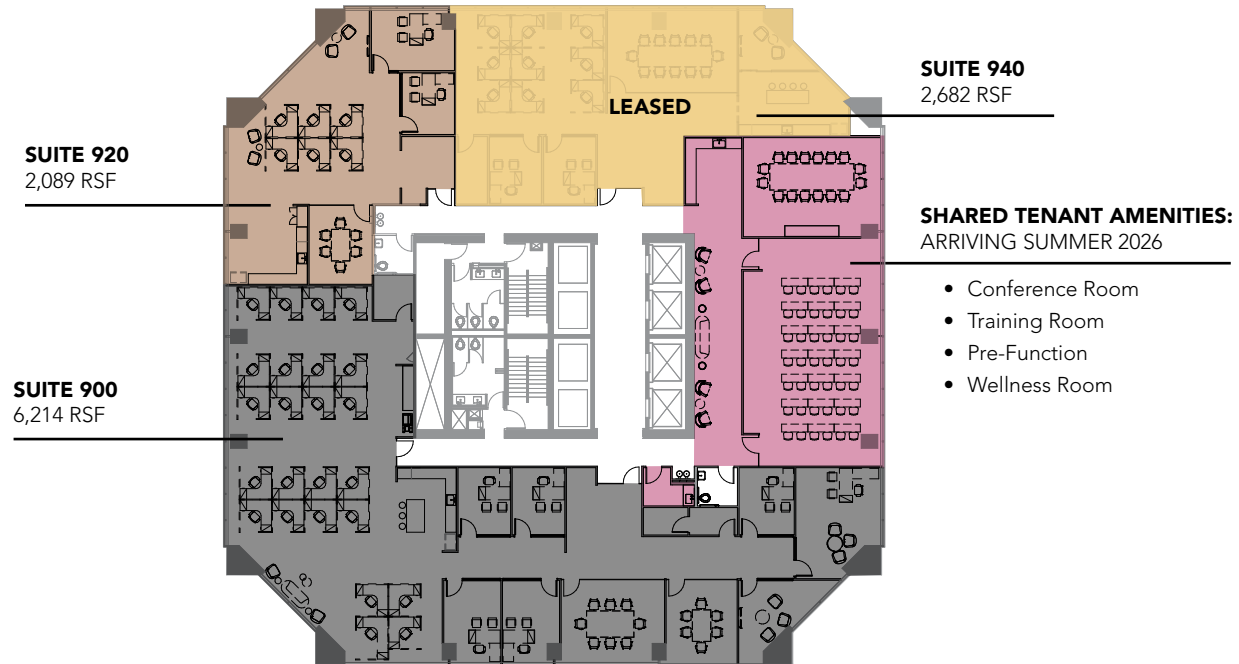 SUITE 940
2,682 RSF
LEASED
SUITE 920
2,089 RSF
SHARED TENANT AMENITIES:
ARRIVING SUMMER 2026
• Conference Room
• Training Room
• Pre-Function
• Wellness Room
SUITE 900
6,214 RSF